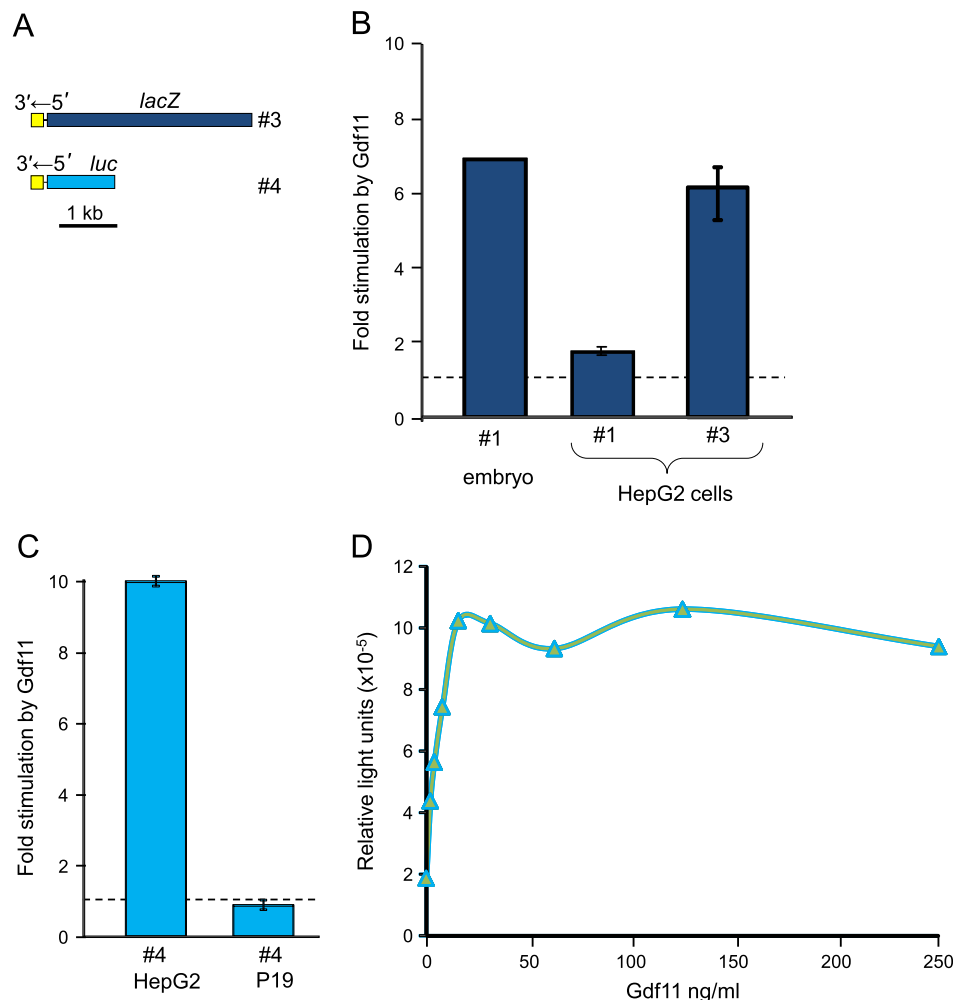 A
3′←5′ lacZ
#3
3′←5′ luc
#4
1 kb
B
Fold stimulation by Gdf11
10
8
6
4
2
0
#1 #1 #3
embryo
HepG2 cells
C
Fold stimulation by Gdf11
10
8
6
4
2
0
#4 #4
HepG2 P19
D
Relative light units (x10-5)
12
10
8
6
4
2
0
0 50 100 150 200 250
Gdf11 ng/ml